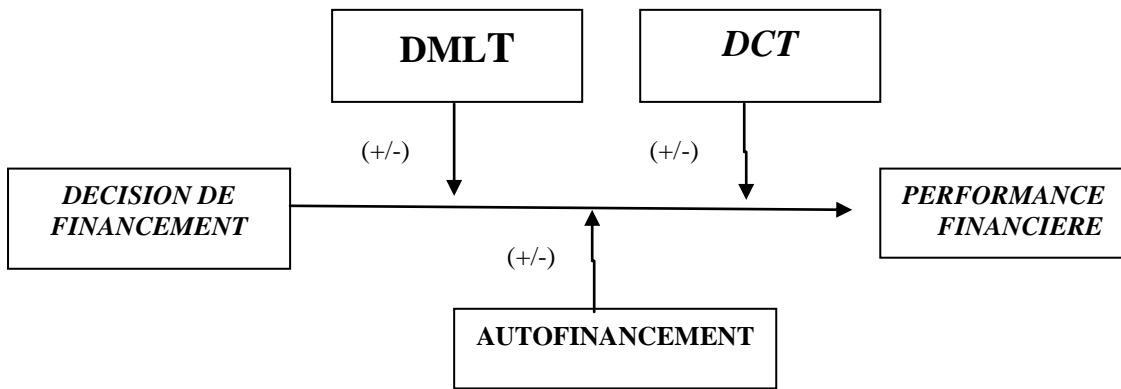 DMLT
DCT
(+/-)
(+/-)
DECISION DE
FINANCEMENT
PERFORMANCE
FINANCIERE
(+/-)
AUTOFINANCEMENT